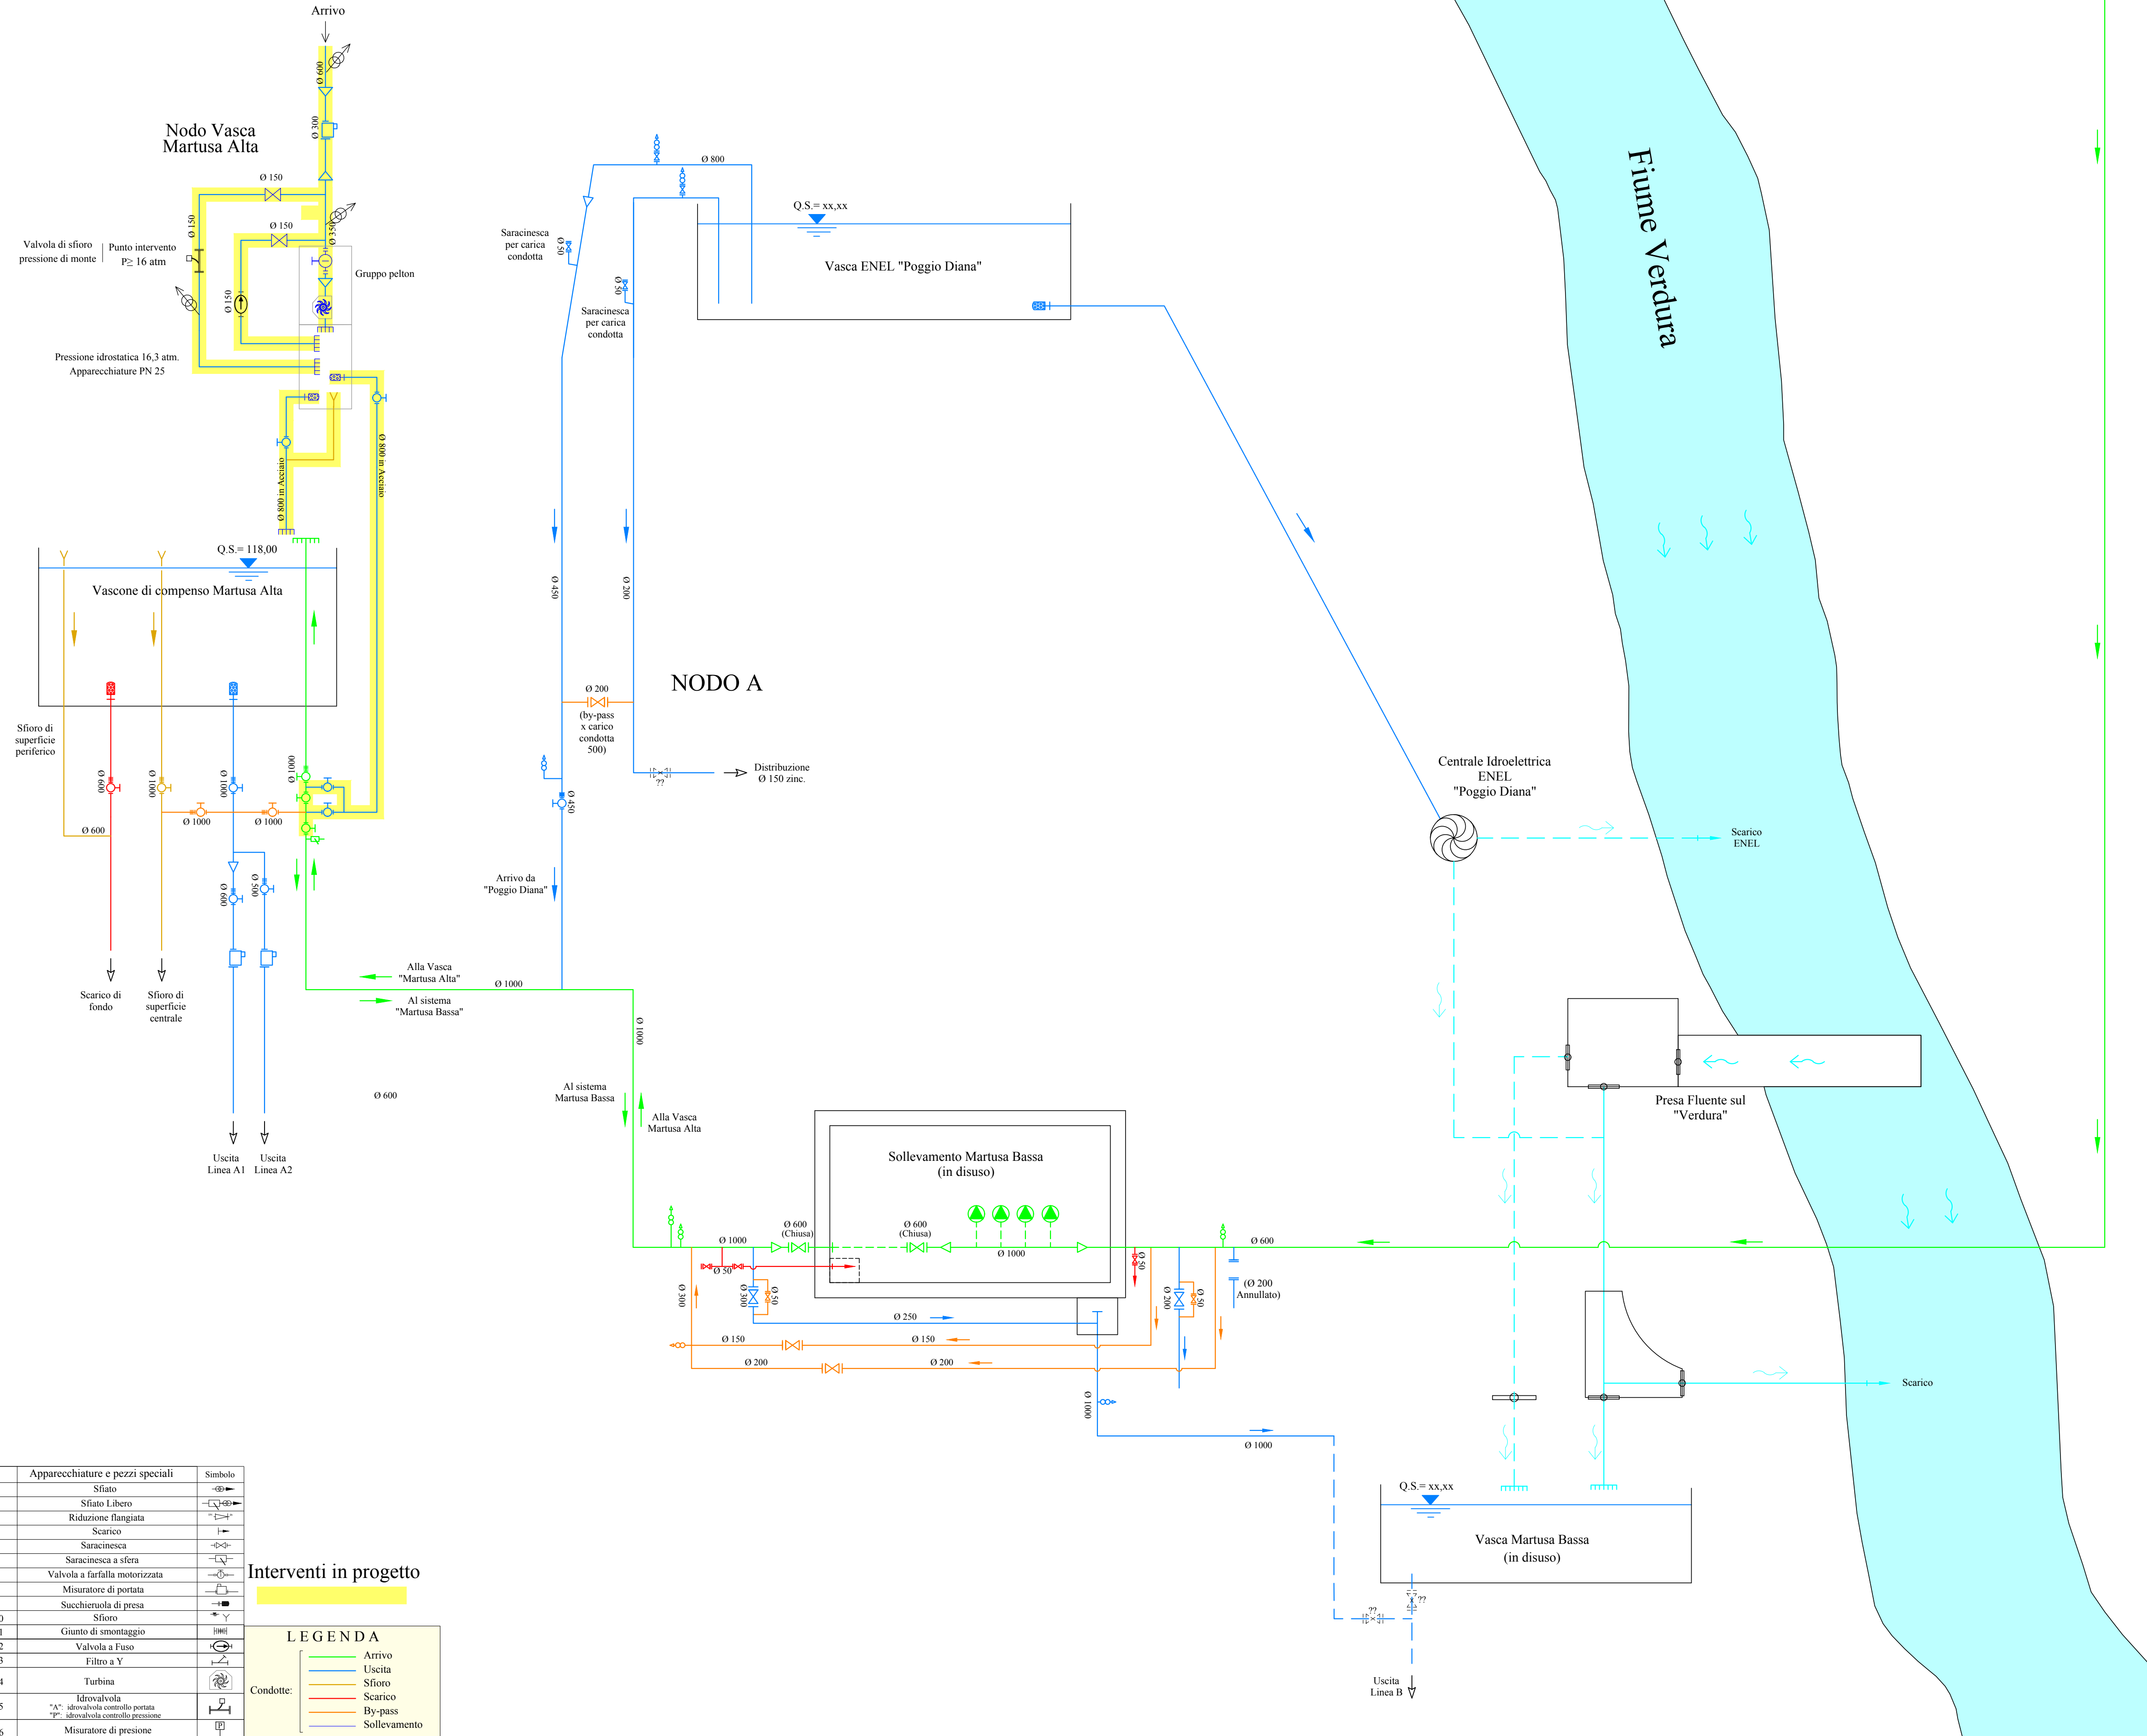 Arrivo
Ø 600
Nodo Vasca
Martusa Alta
Ø 300
Ø 150
Ø 150
Ø 150
Ø 350
Valvola di sfioro
pressione di monte
Punto intervento
P≥ 16 atm
Gruppo pelton
Ø 150
Pressione idrostatica 16,3 atm.
Apparecchiature PN 25
Ø 800 in Acciaio
Ø 800 in Acciaio
Q.S.= 118,00
Vascone di compenso Martusa Alta
Sfioro di
superficie
periferico
Ø 600
Ø 1000
Ø 1000
Ø 1000
Ø 600
Ø 1000
Ø 1000
Ø 600
Ø 500
Scarico di
fondo
Sfioro di
superficie
centrale
Uscita
Linea A1
Uscita
Linea A2
Ø 800
Q.S.= xx,xx
Vasca ENEL "Poggio Diana"
Saracinesca
per carica
condotta
Ø 50
Saracinesca
per carica
condotta
Ø 50
Ø 450
Ø 200
NODO A
Ø 200
(by-pass
x carico
condotta
500)
??
Distribuzione
Ø 150 zinc.
Ø 450
Arrivo da
"Poggio Diana"
Alla Vasca
"Martusa Alta"
Ø 1000
Al sistema
"Martusa Bassa"
Ø 1000
Ø 600
Al sistema
Martusa Bassa
Alla Vasca
Martusa Alta
Fiume Verdura
Centrale Idroelettrica
ENEL
"Poggio Diana"
Scarico
ENEL
Presa Fluente sul
"Verdura"
Sollevamento Martusa Bassa
(in disuso)
Ø 1000
Ø 600
(Chiusa)
Ø 600
(Chiusa)
Ø 1000
Ø 600
Ø 50
Ø 50
Ø 300
Ø 300
Ø 50
Ø 200
Ø 50
(Ø 200
Annullato)
Ø 250
Ø 150
Ø 150
Ø 200
Ø 200
Ø 1000
Ø 1000
Scarico
Q.S.= xx,xx
Vasca Martusa Bassa
(in disuso)
??
??
Uscita
Linea B
Apparecchiature e pezzi speciali
Simbolo
Sfiato
Sfiato Libero
Riduzione flangiata
Scarico
Saracinesca
Saracinesca a sfera
Valvola a farfalla motorizzata
Misuratore di portata
Succhieruola di presa
0 Sfioro
1 Giunto di smontaggio
2 Valvola a Fuso
3 Filtro a Y
4 Turbina
5 Idrovalvola
"A": idrovalvola controllo portata
"P": idrovalvola controllo pressione
6 Misuratore di presione
P
Interventi in progetto
LEGENDA
Condotte:
Arrivo
Uscita
Sfioro
Scarico
By-pass
Sollevamento